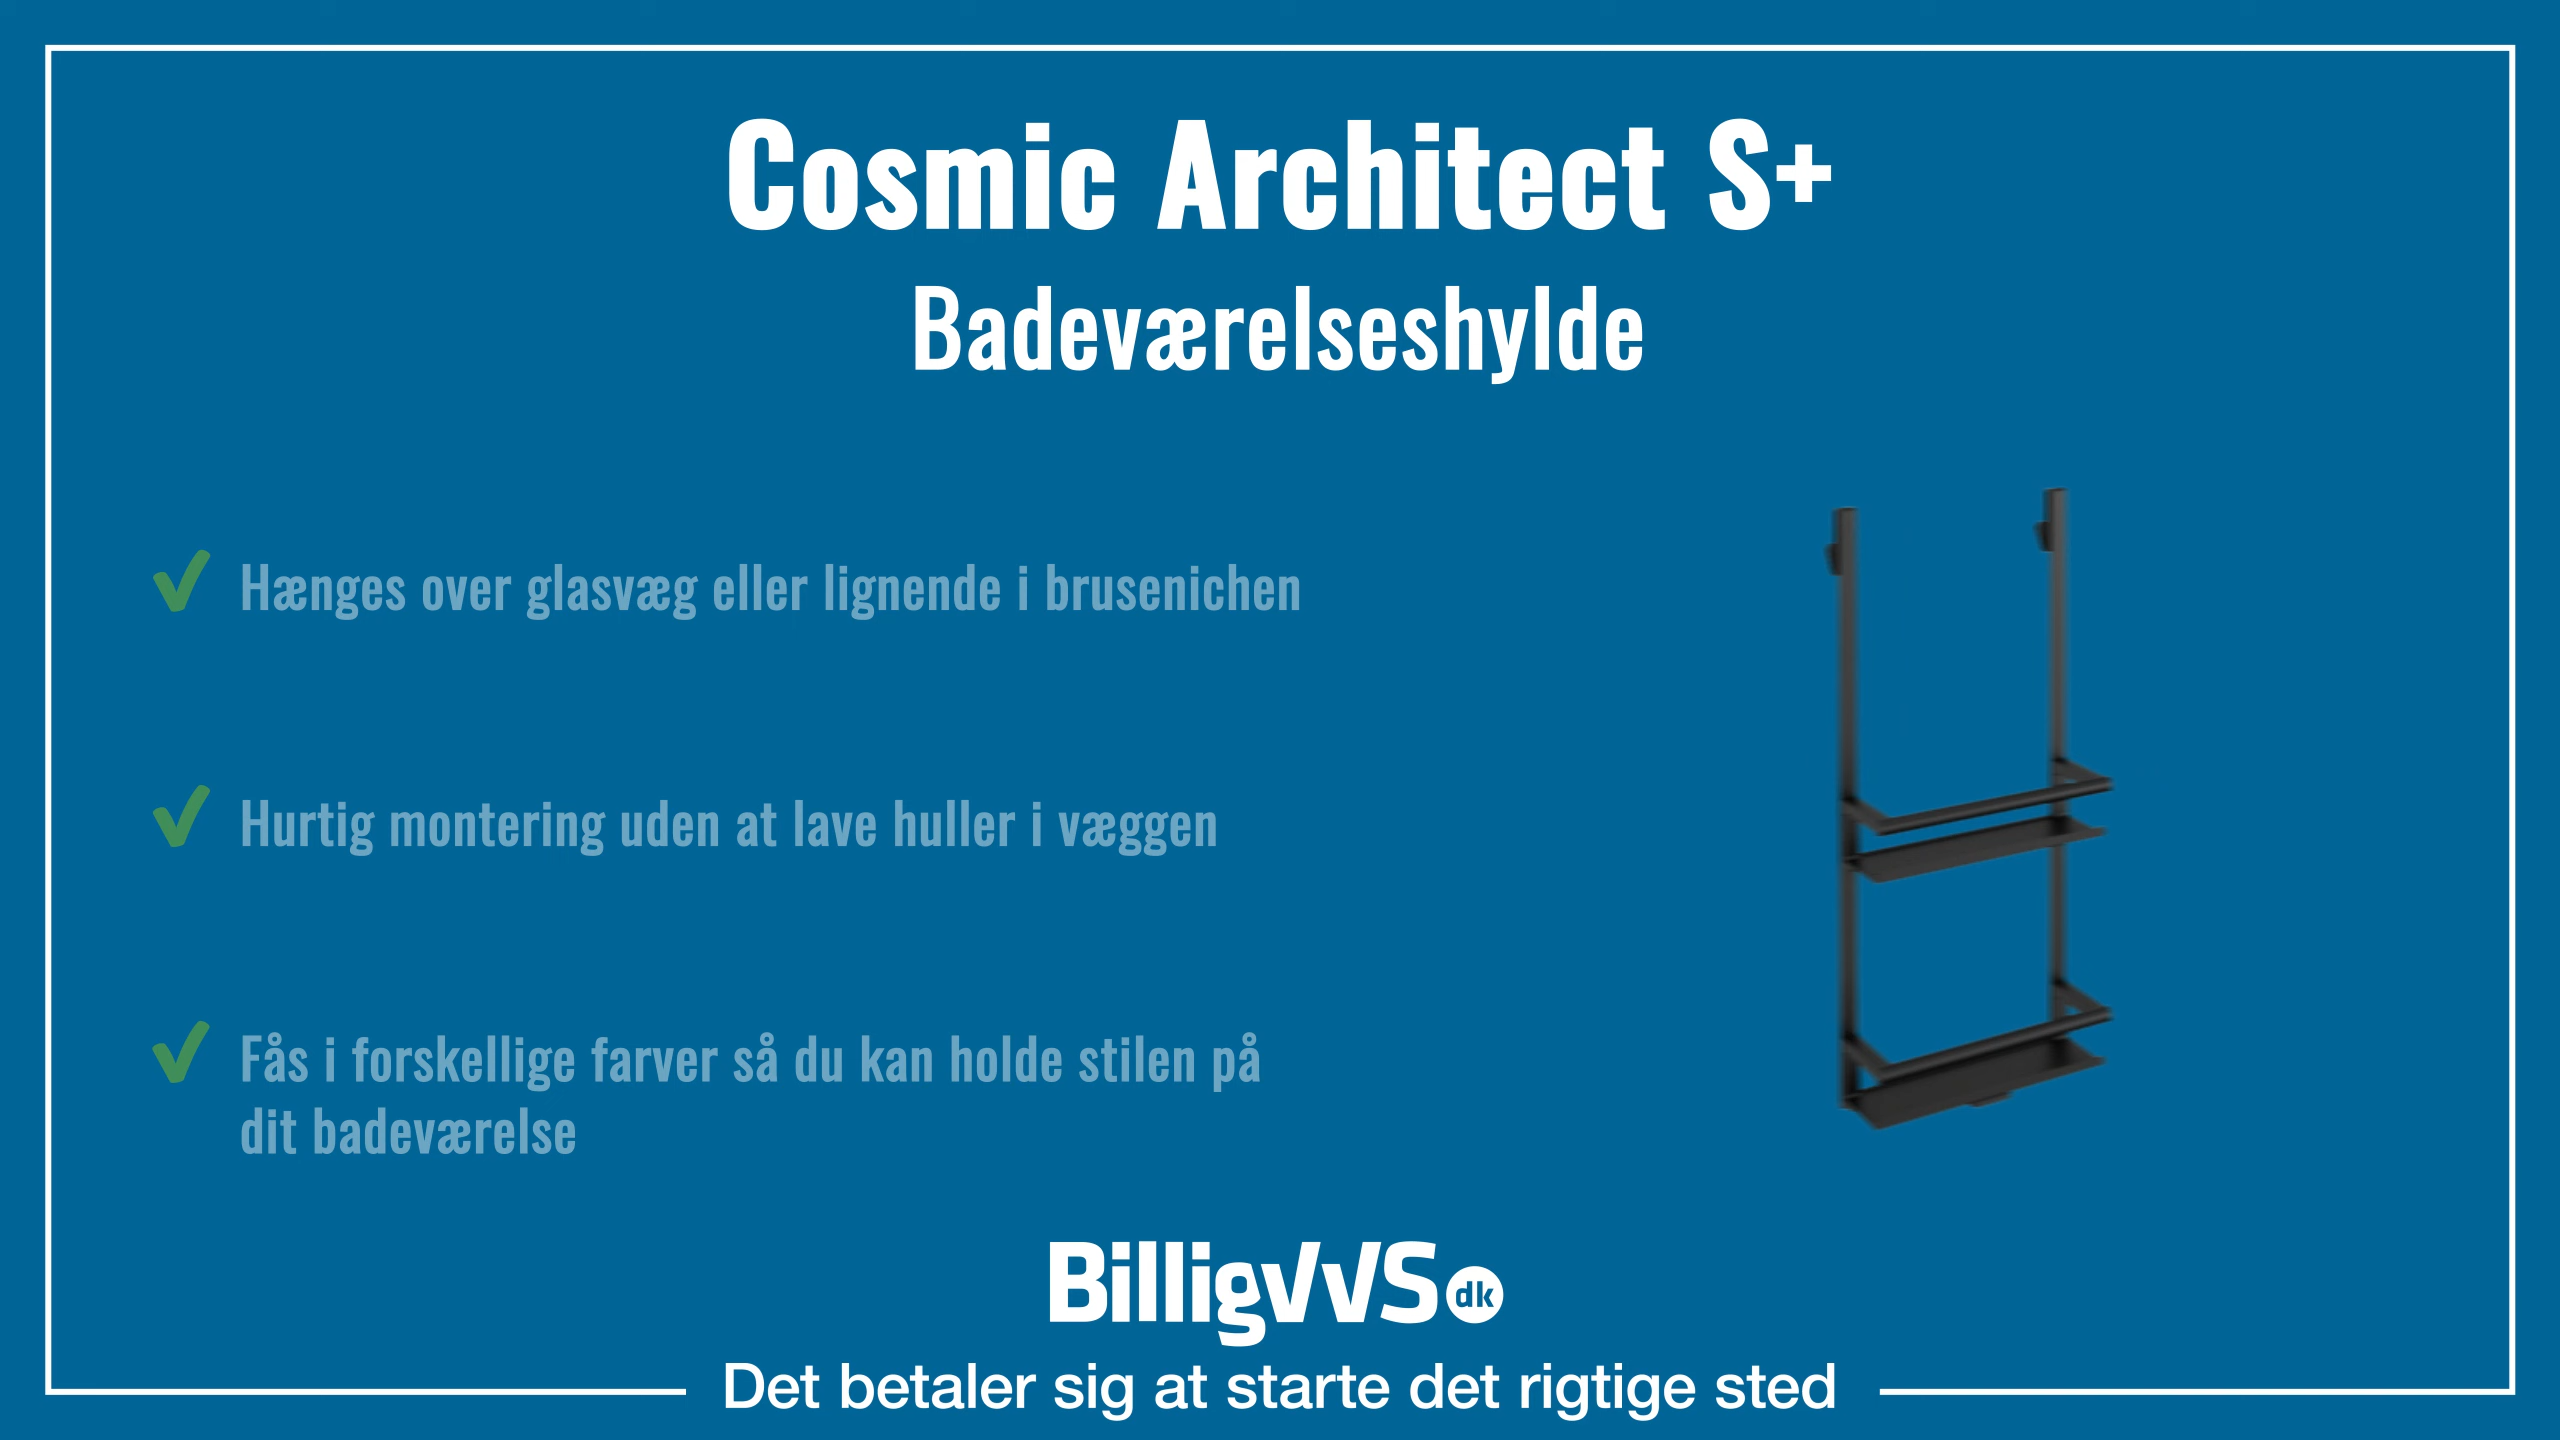 Cosmic Architect S+
Badeværelseshylde
Hænges over glasvæg eller lignende i brusenichen
Hurtig montering uden at lave huller i væggen
Fås i forskellige farver så du kan holde stilen på
dit badeværelse
BilligVVS dk
Det betaler sig at starte det rigtige sted